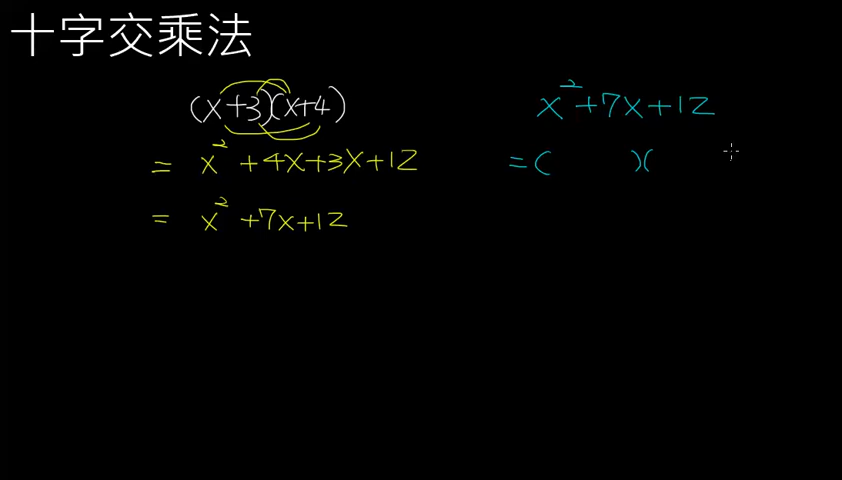 十字交乘法
(x+3)(x+4)
= x²+4x+3x+12
= x²+7x+12
x²+7x+12
=(    )(